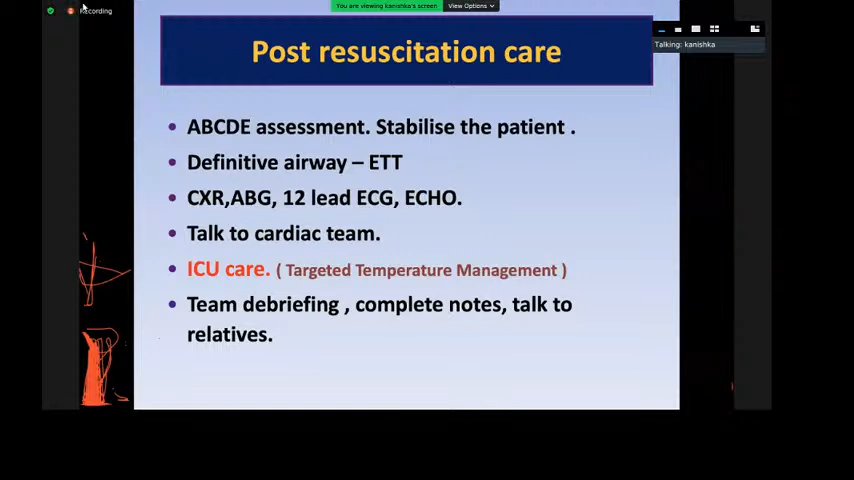 Recording
You are viewing kanishka's screen
View Options
Talking: kanishka
Post resuscitation care
• ABCDE assessment. Stabilise the patient .
• Definitive airway – ETT
• CXR,ABG, 12 lead ECG, ECHO.
• Talk to cardiac team.
• ICU care. ( Targeted Temperature Management )
• Team debriefing , complete notes, talk to
relatives.